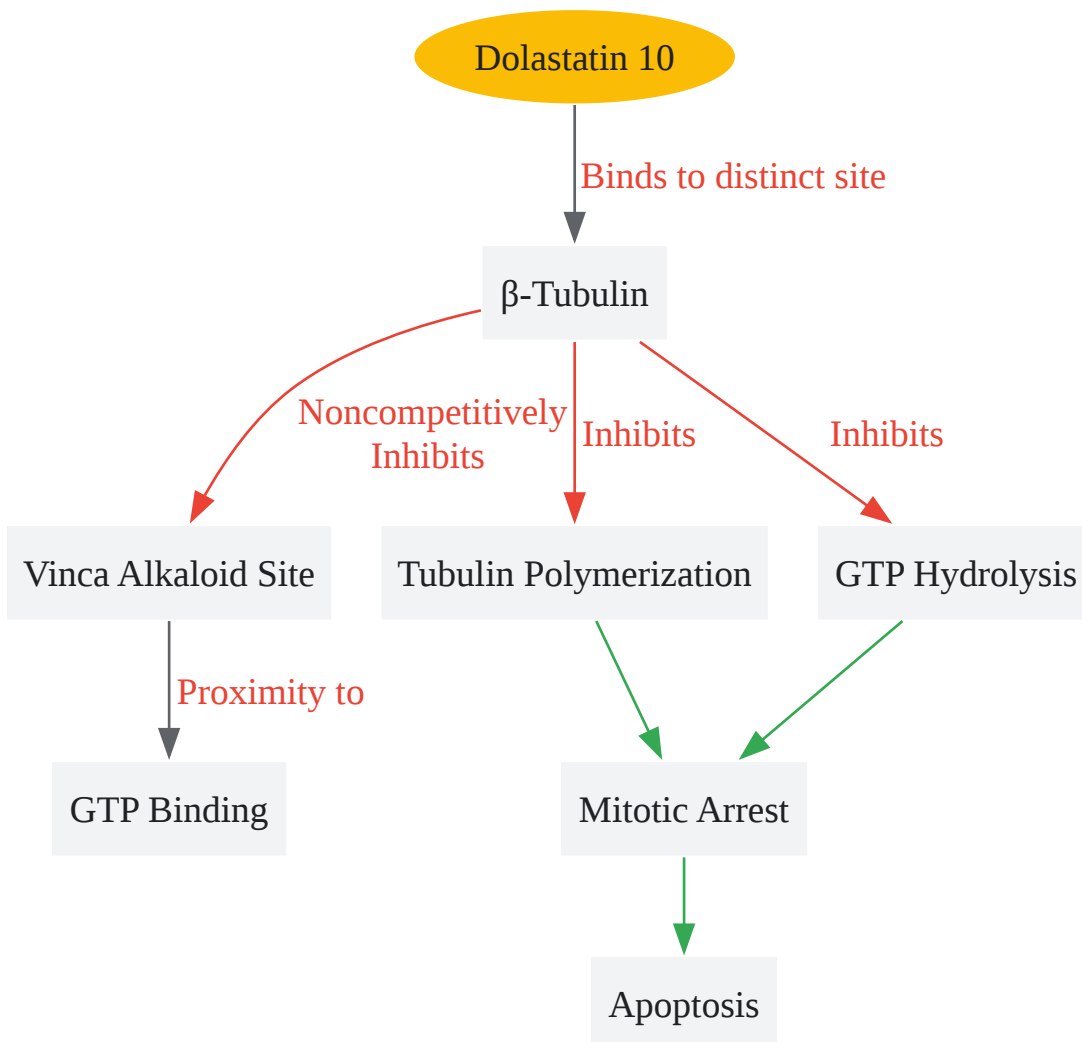 Dolastatin 10
Binds to distinct site
β-Tubulin
Noncompetitively
Inhibits
Inhibits
Inhibits
Vinca Alkaloid Site
Tubulin Polymerization
GTP Hydrolysis
Proximity to
GTP Binding
Mitotic Arrest
Apoptosis